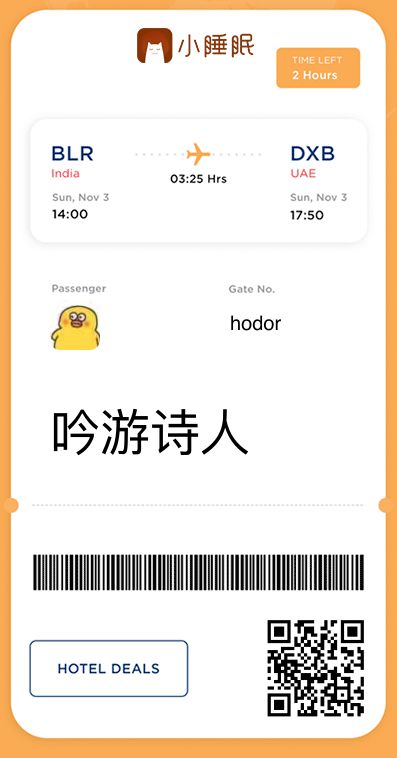 小睡眠
TIME LEFT
2 Hours
BLR
DXB
India
03:25 Hrs
UAE
Sun, Nov 3
Sun, Nov 3
14:00
17:50
Passenger
Gate No.
hodor
吟游诗人
HOTEL DEALS